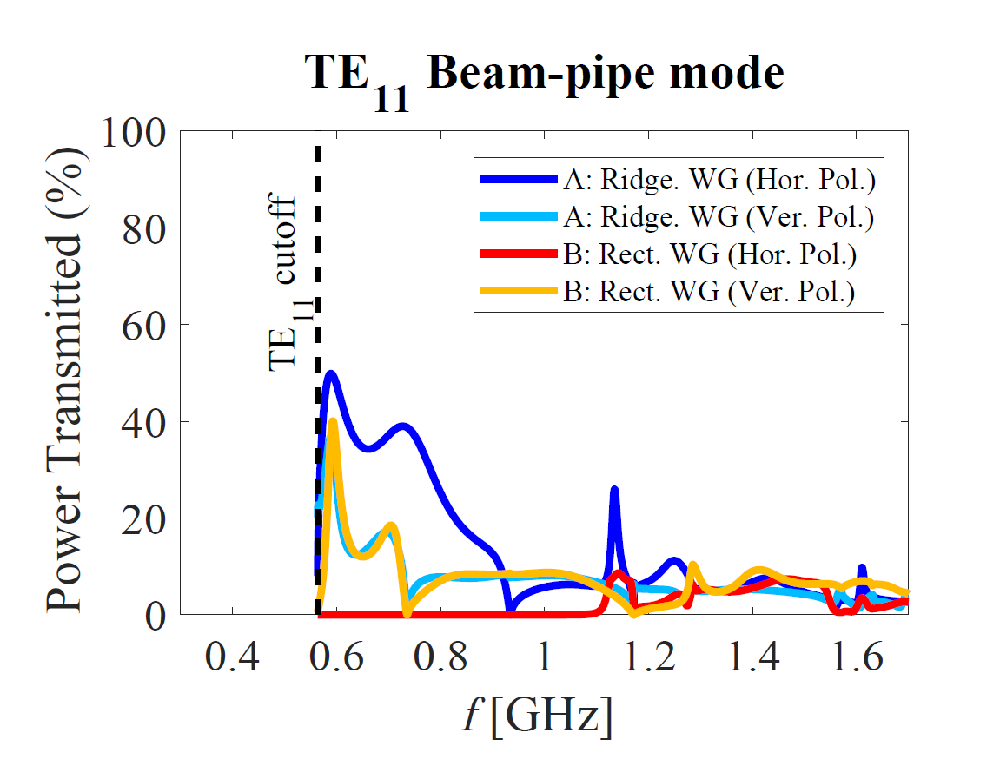 TE11 Beam-pipe mode
100
80
60
40
20
0
Power Transmitted (%)
TE11 cutoff
A: Ridge. WG (Hor. Pol.)
A: Ridge. WG (Ver. Pol.)
B: Rect. WG (Hor. Pol.)
B: Rect. WG (Ver. Pol.)
0.4 0.6 0.8 1 1.2 1.4 1.6
f [GHz]